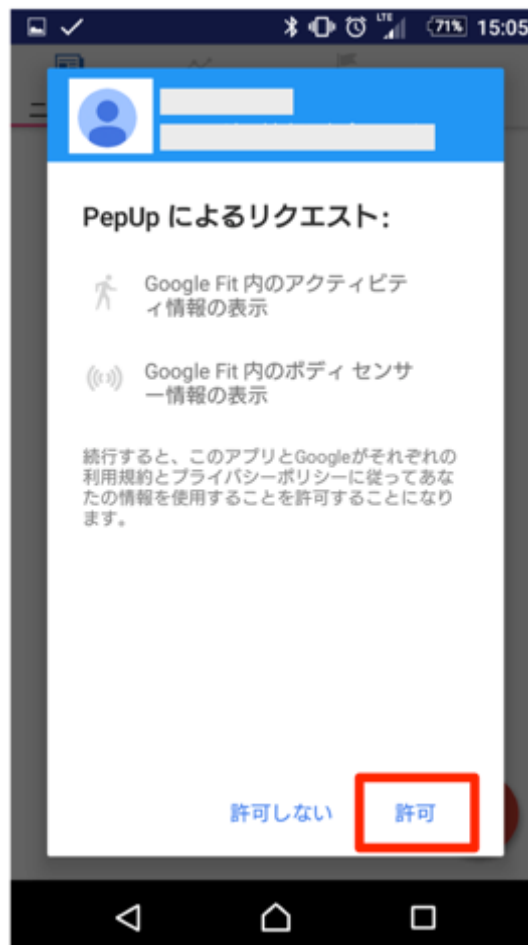 LTE
71%
15:05
PepUp によるリクエスト:
Google Fit 内のアクティビテ
ィ情報の表示
Google Fit 内のボディ センサ
ー情報の表示
続行すると、このアプリとGoogleがそれぞれの
利用規約とプライバシーポリシーに従ってあな
たの情報を使用することを許可することになり
ます。
許可しない
許可